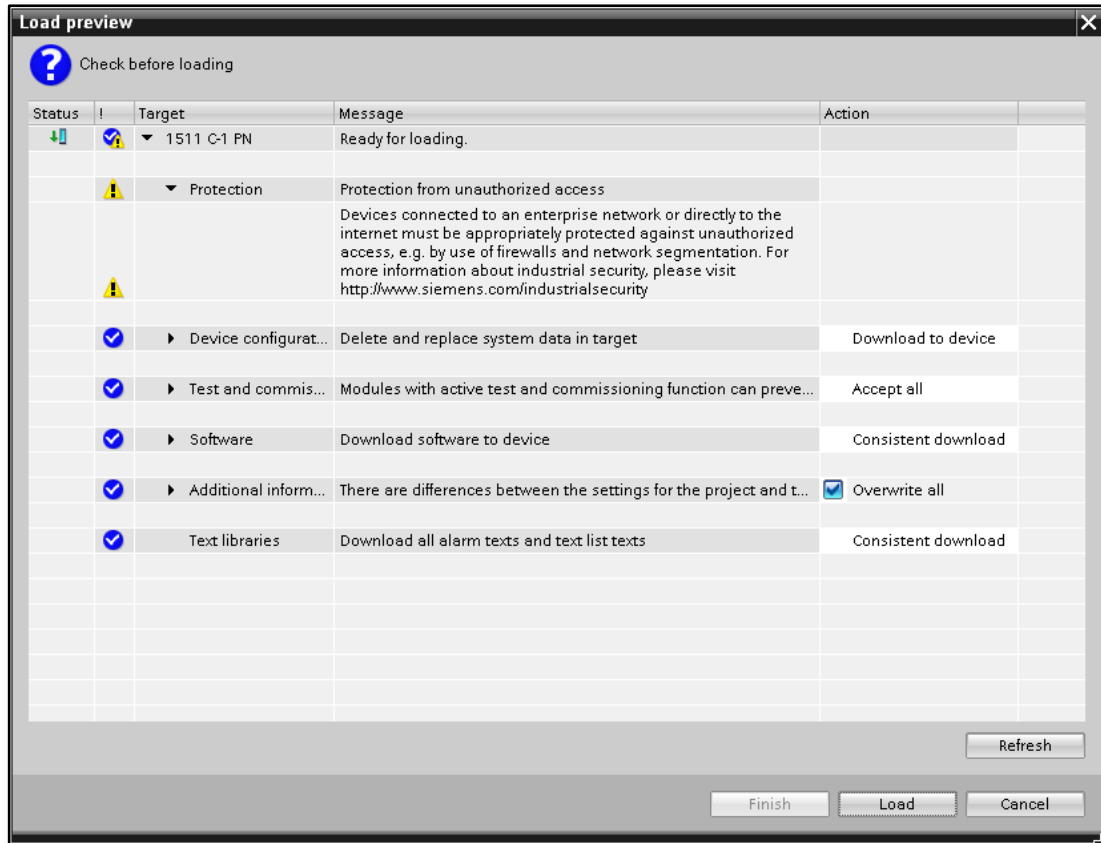 Load preview
Check before loading
Status ! Target Message Action
1511 C-1 PN Ready for loading.
Protection Protection from unauthorized access
Devices connected to an enterprise network or directly to the
internet must be appropriately protected against unauthorized
access, e.g. by use of firewalls and network segmentation. For
more information about industrial security, please visit
http://www.siemens.com/industrialsecurity
Device configurat... Delete and replace system data in target Download to device
Test and commis... Modules with active test and commissioning function can preve... Accept all
Software Download software to device Consistent download
Additional inform... There are differences between the settings for the project and t... Overwrite all
Text libraries Download all alarm texts and text list texts Consistent download
Refresh
Finish Load Cancel